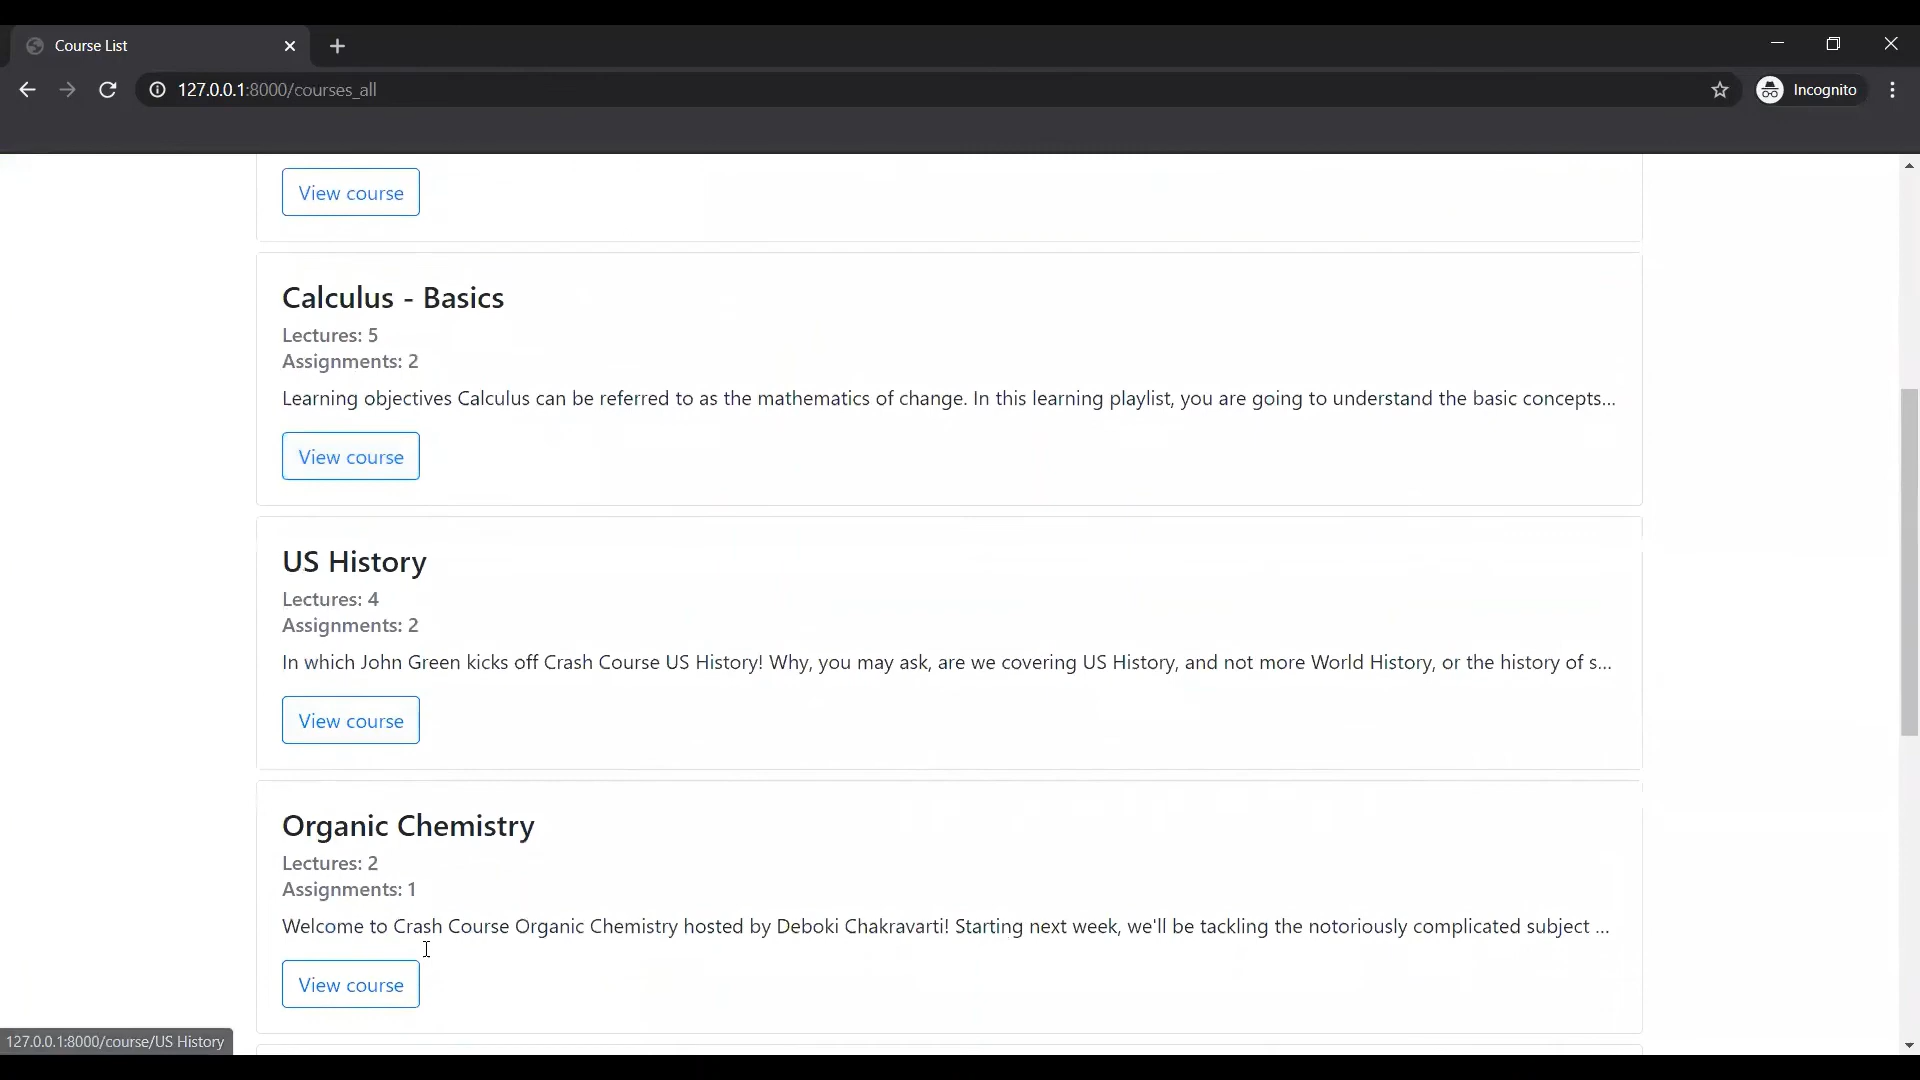 Course List
127.0.0.1:8000/courses_all
Incognito
View course
Calculus - Basics
Lectures: 5
Assignments: 2
Learning objectives Calculus can be referred to as the mathematics of change. In this learning playlist, you are going to understand the basic concepts...
View course
US History
Lectures: 4
Assignments: 2
In which John Green kicks off Crash Course US History! Why, you may ask, are we covering US History, and not more World History, or the history of s...
View course
Organic Chemistry
Lectures: 2
Assignments: 1
Welcome to Crash Course Organic Chemistry hosted by Deboki Chakravarti! Starting next week, we'll be tackling the notoriously complicated subject ...
View course
127.0.0.1:8000/course/US History